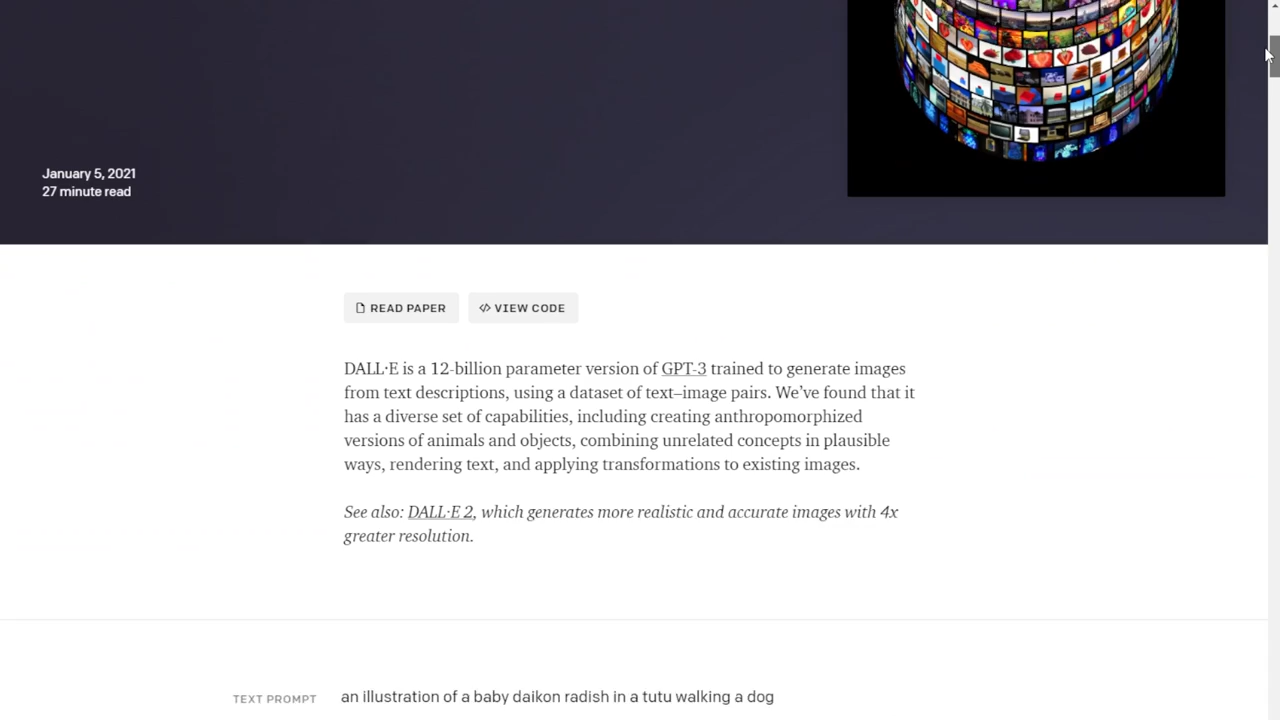 January 5, 2021
27 minute read
READ PAPER
VIEW CODE
DALL·E is a 12-billion parameter version of GPT-3 trained to generate images
from text descriptions, using a dataset of text–image pairs. We’ve found that it
has a diverse set of capabilities, including creating anthropomorphized
versions of animals and objects, combining unrelated concepts in plausible
ways, rendering text, and applying transformations to existing images.
See also: DALL·E 2, which generates more realistic and accurate images with 4x
greater resolution.
TEXT PROMPT
an illustration of a baby daikon radish in a tutu walking a dog